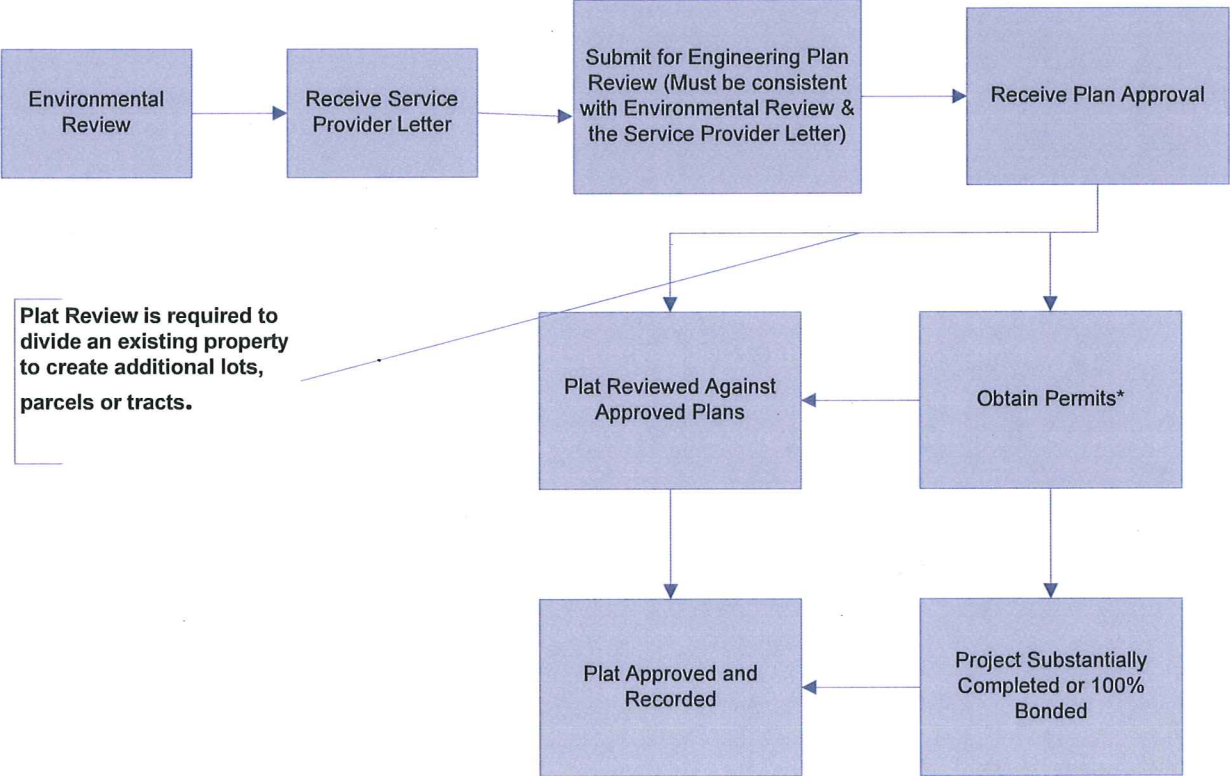 Environmental
Review
Receive Service
Provider Letter
Submit for Engineering Plan
Review (Must be consistent
with Environmental Review &
the Service Provider Letter)
Receive Plan Approval
Plat Review is required to
divide an existing property
to create additional lots,
parcels or tracts.
Plat Reviewed Against
Approved Plans
Obtain Permits*
Plat Approved and
Recorded
Project Substantially
Completed or 100%
Bonded